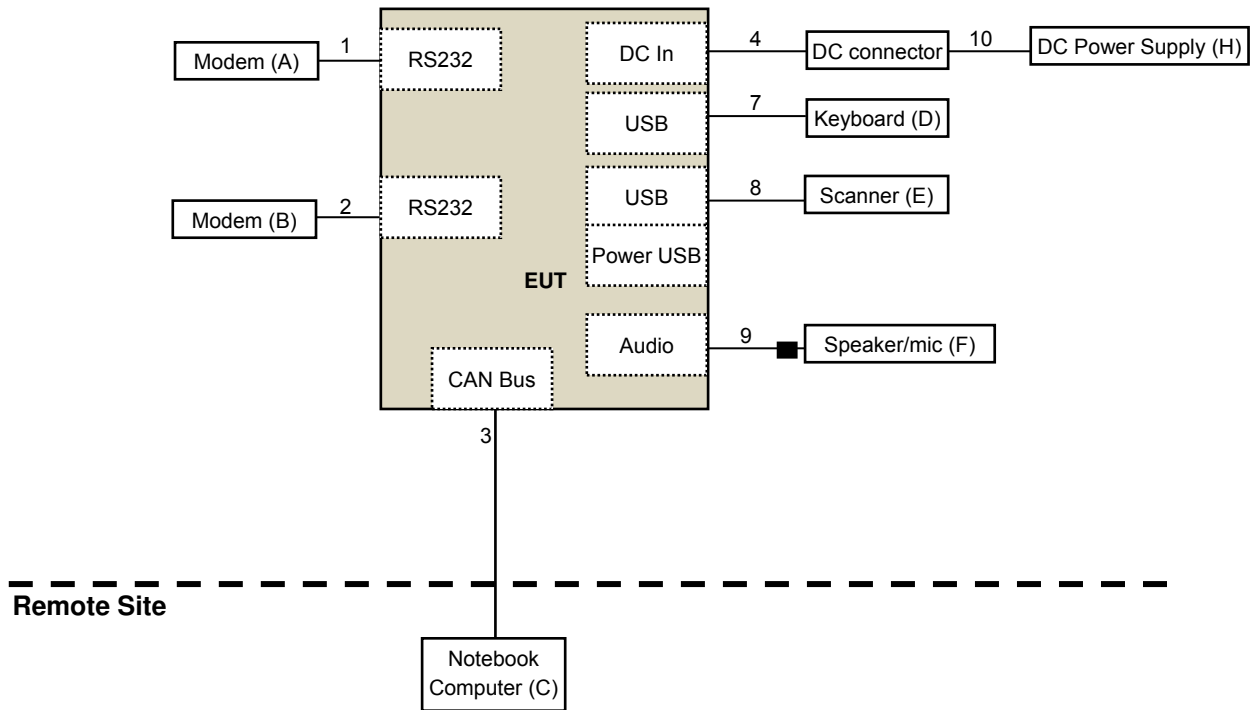 1
Modem (A)
RS232
DC In
4
DC connector
10
DC Power Supply (H)
7
USB
Keyboard (D)
2
Modem (B)
RS232
USB
8
Scanner (E)
Power USB
EUT
Audio
9
Speaker/mic (F)
CAN Bus
3
Remote Site
Notebook
Computer (C)